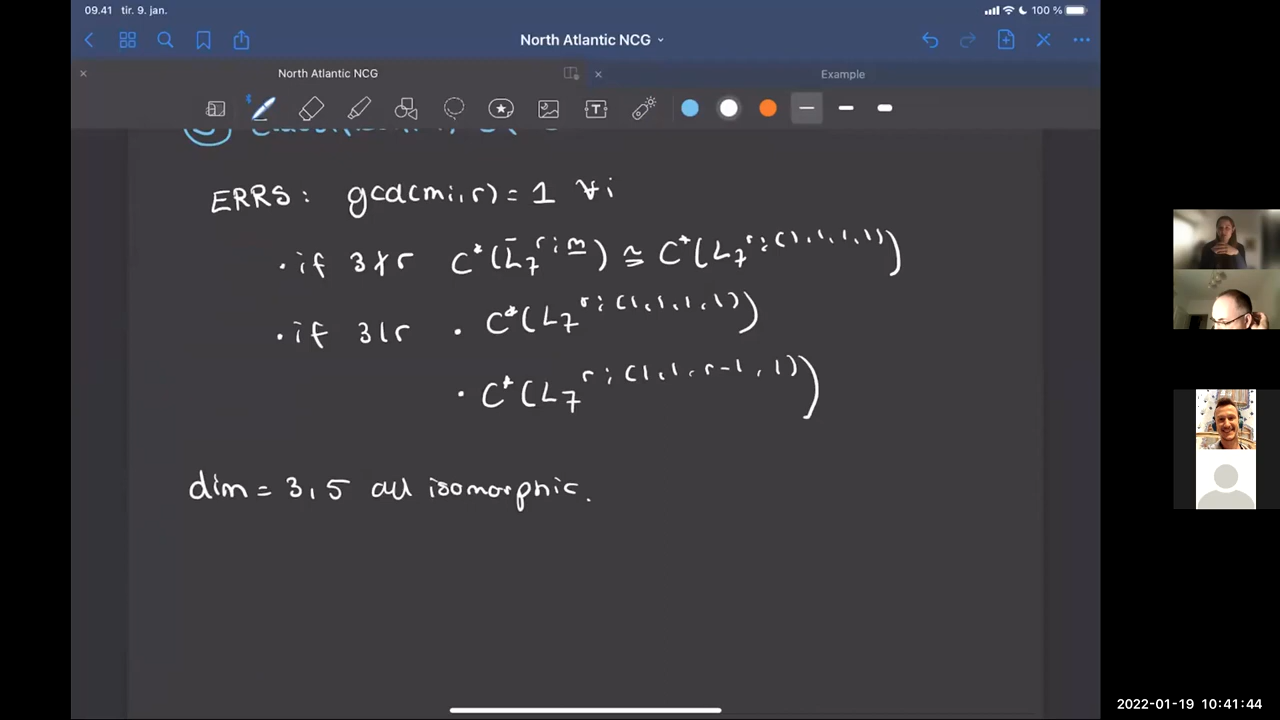 09.41 tir. 9. jan.
100 %
North Atlantic NCG
North Atlantic NCG
Example
ERRS: gcd(mi, r) = 1 ∀i
· if 3∤r C*(L₇^{r;m}) ≅ C*(L₇^{r;(1,1,1,1)})
· if 3|r · C*(L₇^{r;(1,1,1,1)})
· C*(L₇^{r;(1,1,r-1,1)})
dim = 3,5 all isomorphic.
2022-01-19 10:41:44